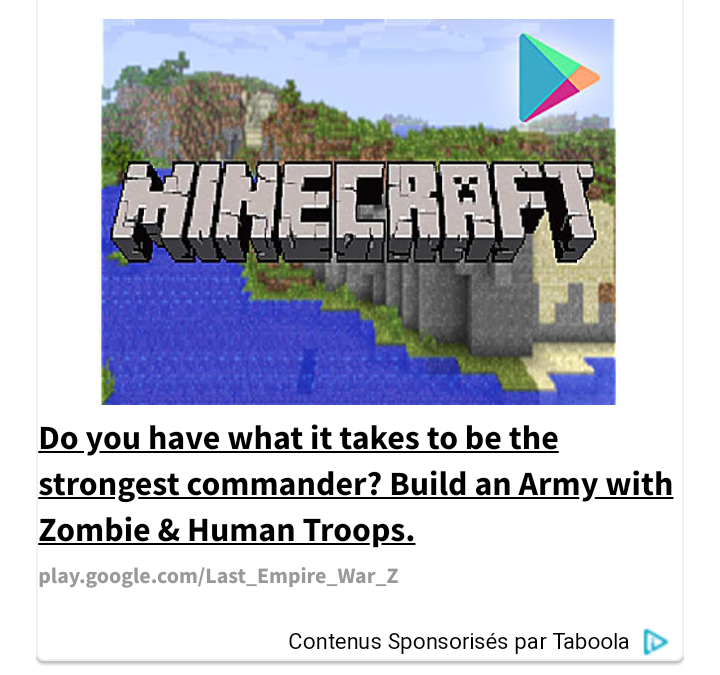 MINECRAFT
Do you have what it takes to be the
strongest commander? Build an Army with
Zombie & Human Troops.
play.google.com/Last_Empire_War_Z
Contenus Sponsorisés par Taboola